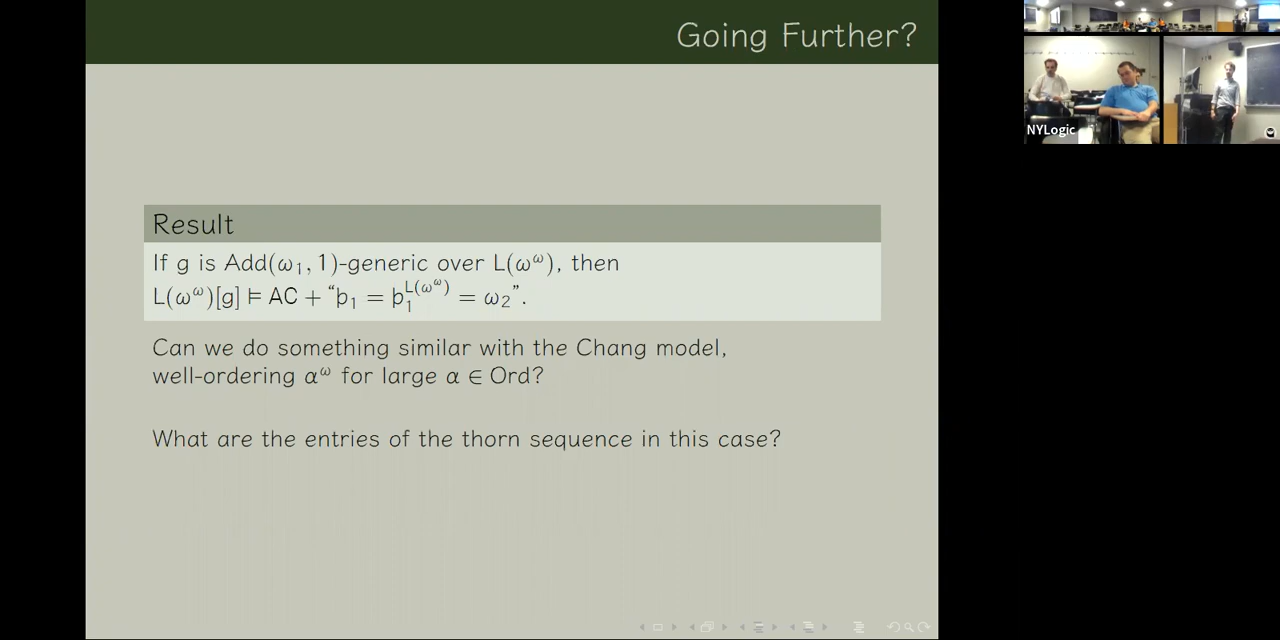 Going Further?
Result
If g is Add(ω₁, 1)-generic over L(ω^ω), then
L(ω^ω)[g] ⊨ AC + “þ₁ = þ₁^{L(ω^ω)} = ω₂”.
Can we do something similar with the Chang model,
well-ordering α^ω for large α ∈ Ord?
What are the entries of the thorn sequence in this case?
NYLogic